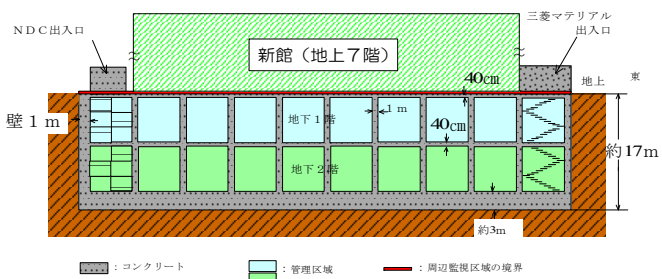 NDC出入口
三菱マテリアル
出入口
新館（地上７階）
地上
東
40㎝
壁１ｍ
地下１階
１ｍ
40㎝
地下２階
約17m
約3m
：コンクリート
：管理区域
：周辺監視区域の境界